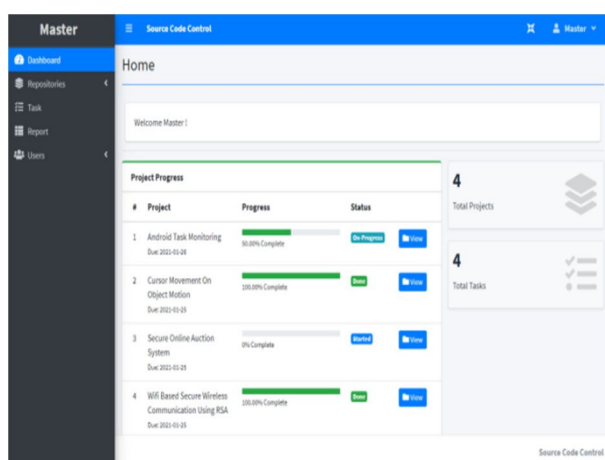 Master
Source Code Control
Master
Dashboard
Repositories
Task
Report
Users
Home
Welcome Master !
Project Progress
# Project Progress Status
1 Android Task Monitoring
Due: 2021-01-28
50.00% Complete
On-Progress
View
2 Cursor Movement On
Object Motion
Due: 2021-01-25
100.00% Complete
Done
View
3 Secure Online Auction
System
Due: 2021-01-25
0% Complete
Started
View
4 Wifi Based Secure Wireless
Communication Using RSA
Due: 2021-01-25
100.00% Complete
Done
View
4
Total Projects
4
Total Tasks
Source Code Control